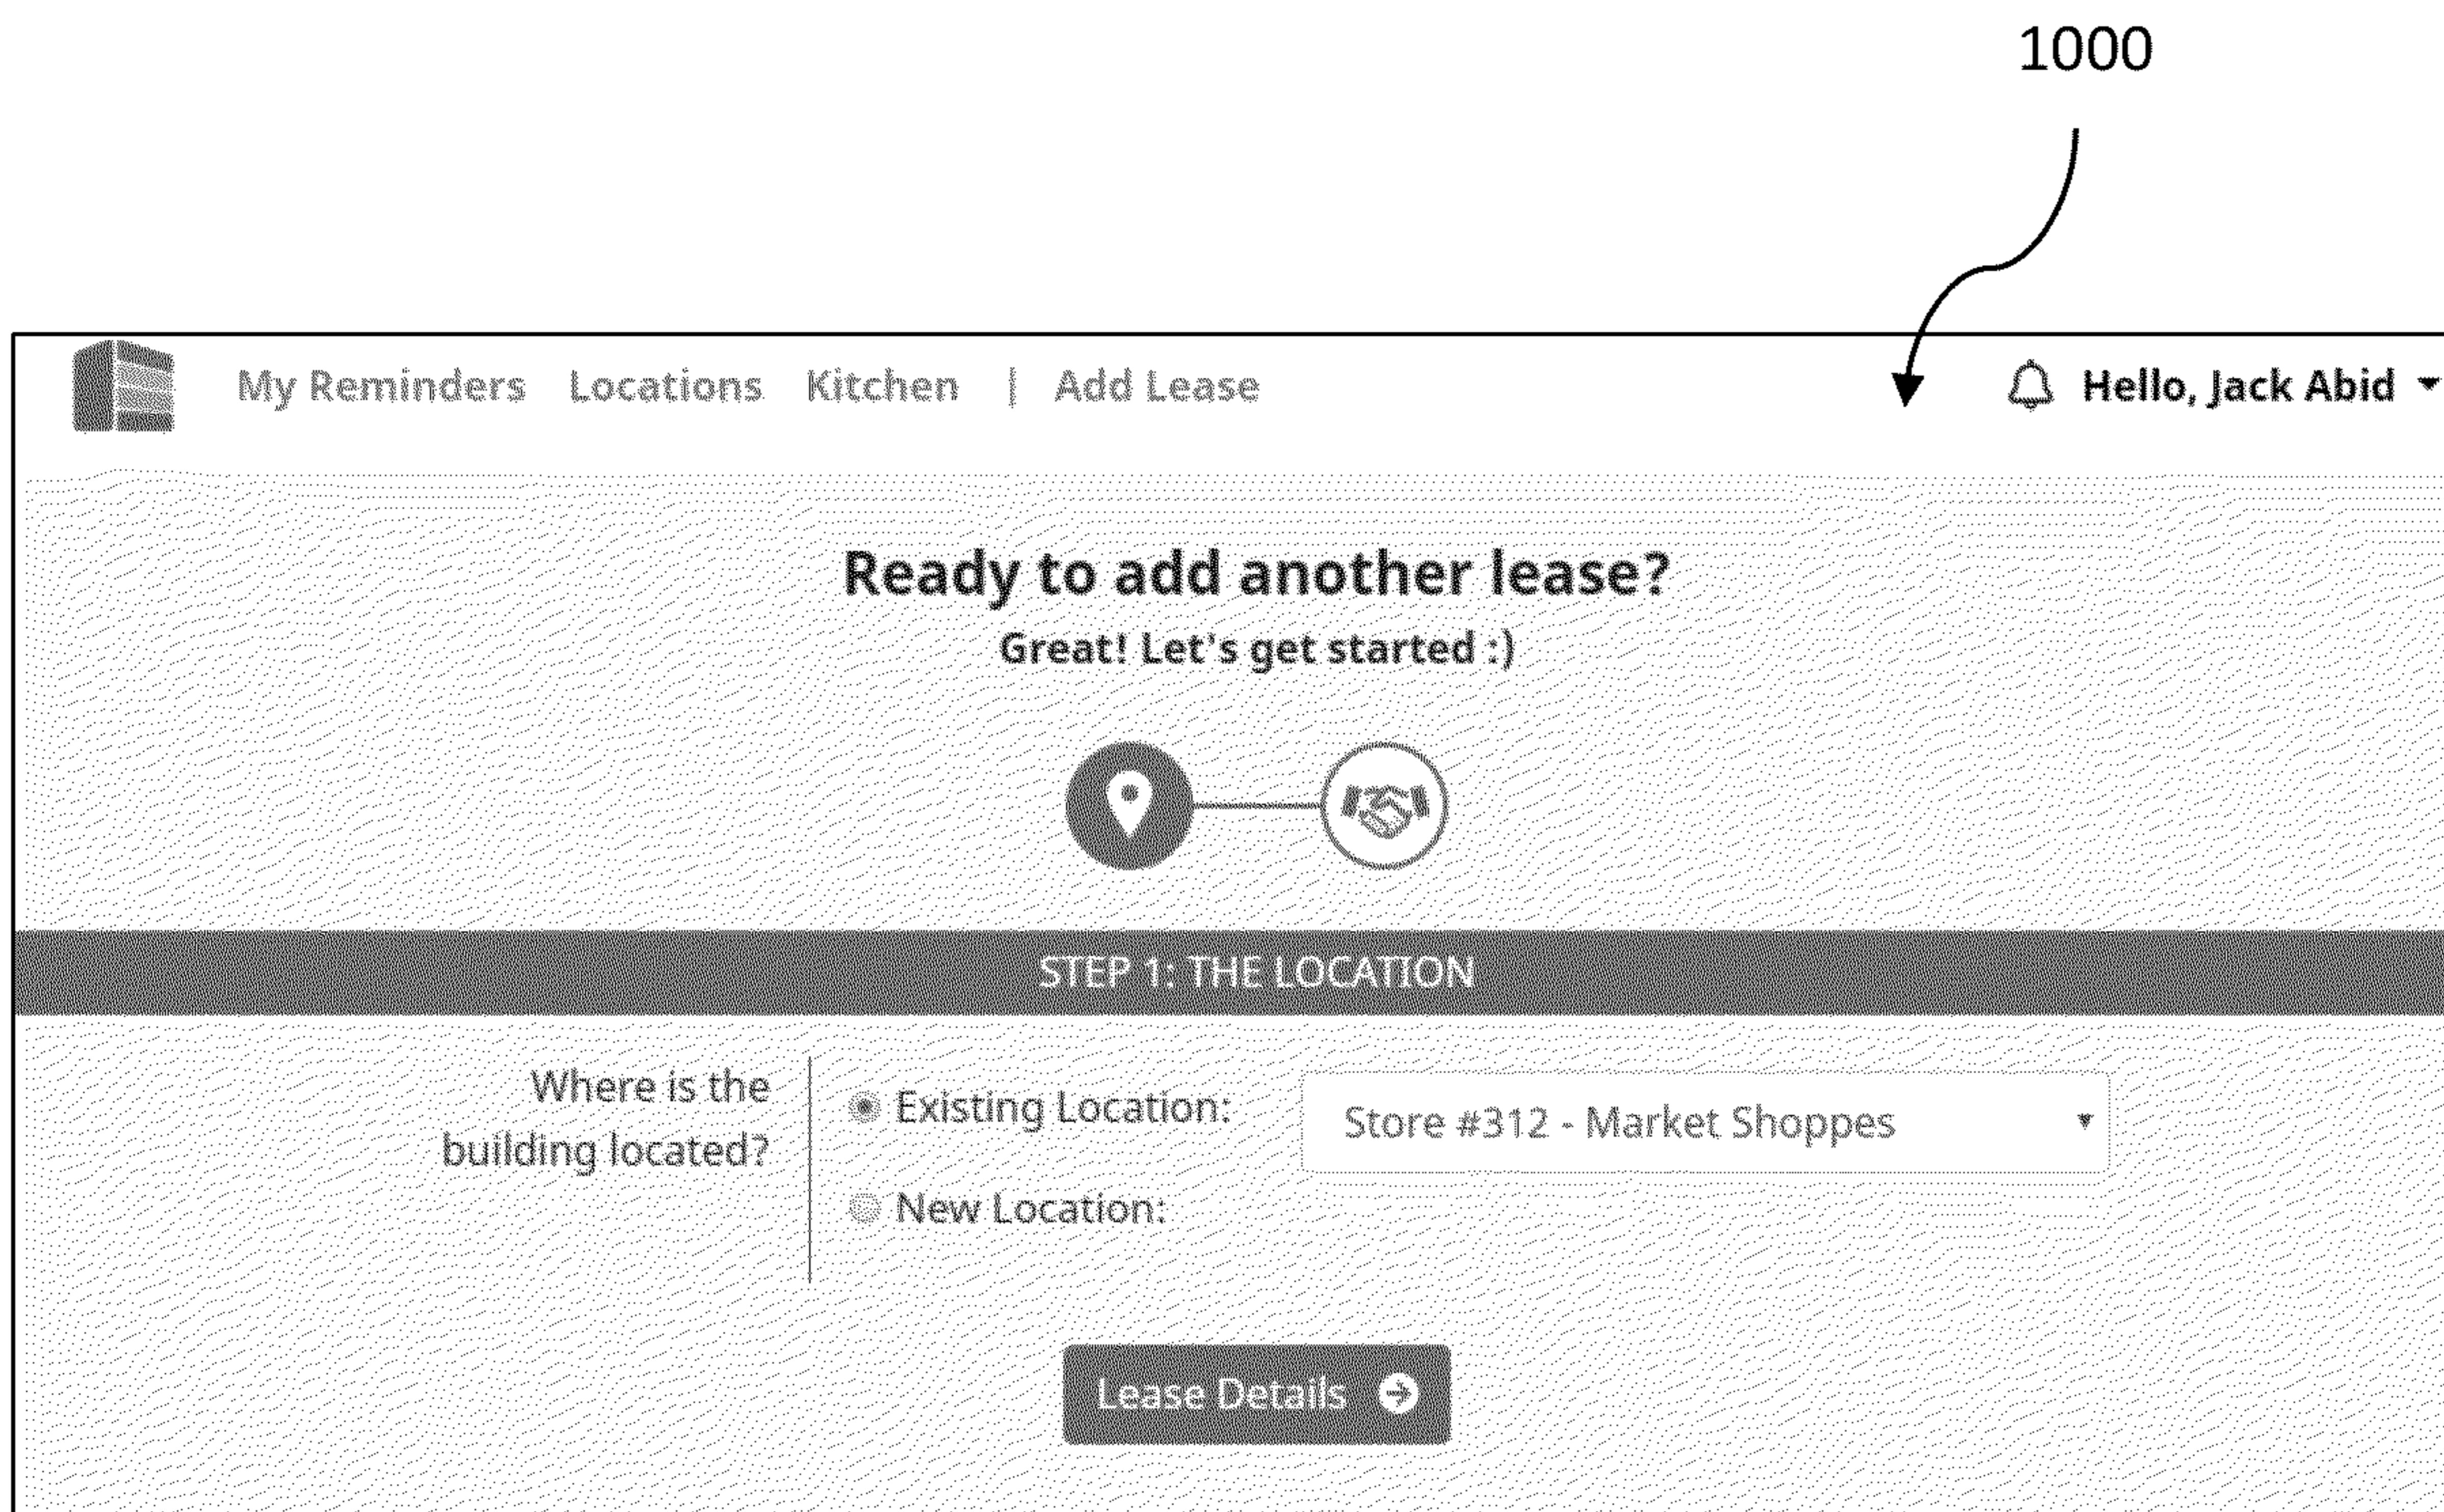 1000
My Reminders Locations Kitchen | Add Lease Hello, Jack Abid
Ready to add another lease?
Great! Let's get started :)
STEP 1: THE LOCATION
Where is the
building located?
Existing Location: Store #312 - Market Shoppes
New Location:
Lease Details